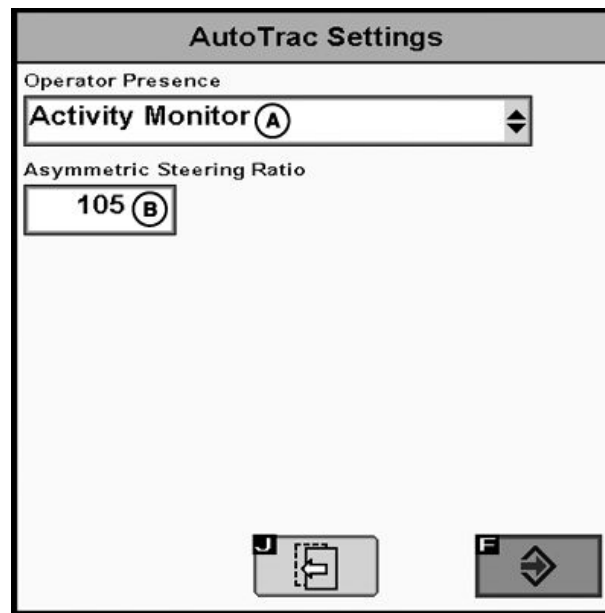 AutoTrac Settings
Operator Presence
Activity Monitor A
Asymmetric Steering Ratio
105 B
J
F